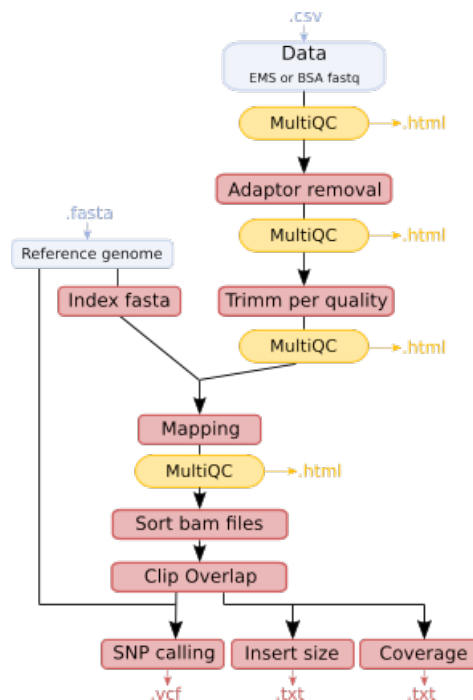 .csv
Data
EMS or BSA fastq
MultiQC
.html
Adaptor removal
.fasta
MultiQC
.html
Reference genome
Index fasta
Trimm per quality
MultiQC
.html
Mapping
MultiQC
.html
Sort bam files
Clip Overlap
SNP calling
Insert size
Coverage
.vcf
.txt
.txt